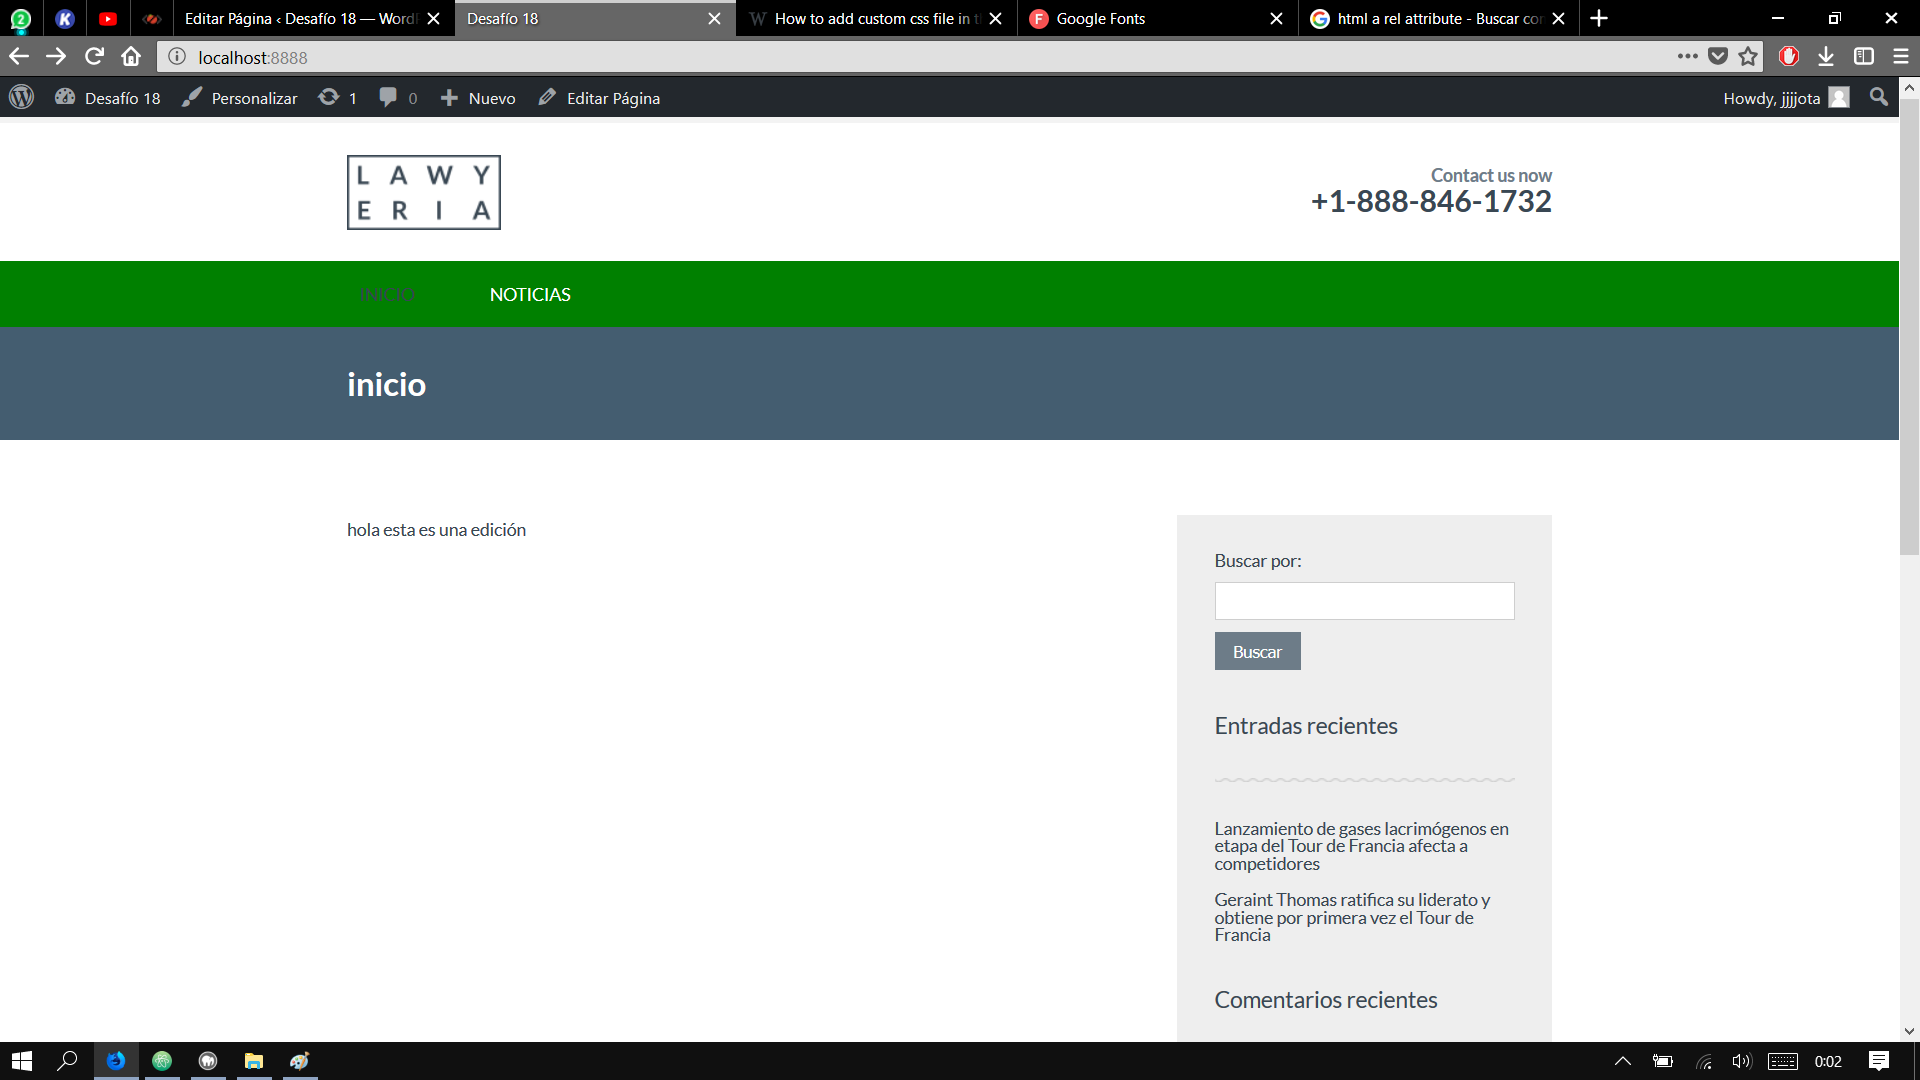 Editar Página ‹ Desafío 18 — Word
Desafío 18
How to add custom css file in t
Google Fonts
html a rel attribute - Buscar con
localhost:8888
Desafío 18
Personalizar
1
0
Nuevo
Editar Página
Howdy, jjjjota
L A W Y
E R I A
Contact us now
+1-888-846-1732
INICIO
NOTICIAS
inicio
hola esta es una edición
Buscar por:
Buscar
Entradas recientes
Lanzamiento de gases lacrimógenos en
etapa del Tour de Francia afecta a
competidores
Geraint Thomas ratifica su liderato y
obtiene por primera vez el Tour de
Francia
Comentarios recientes
0:02